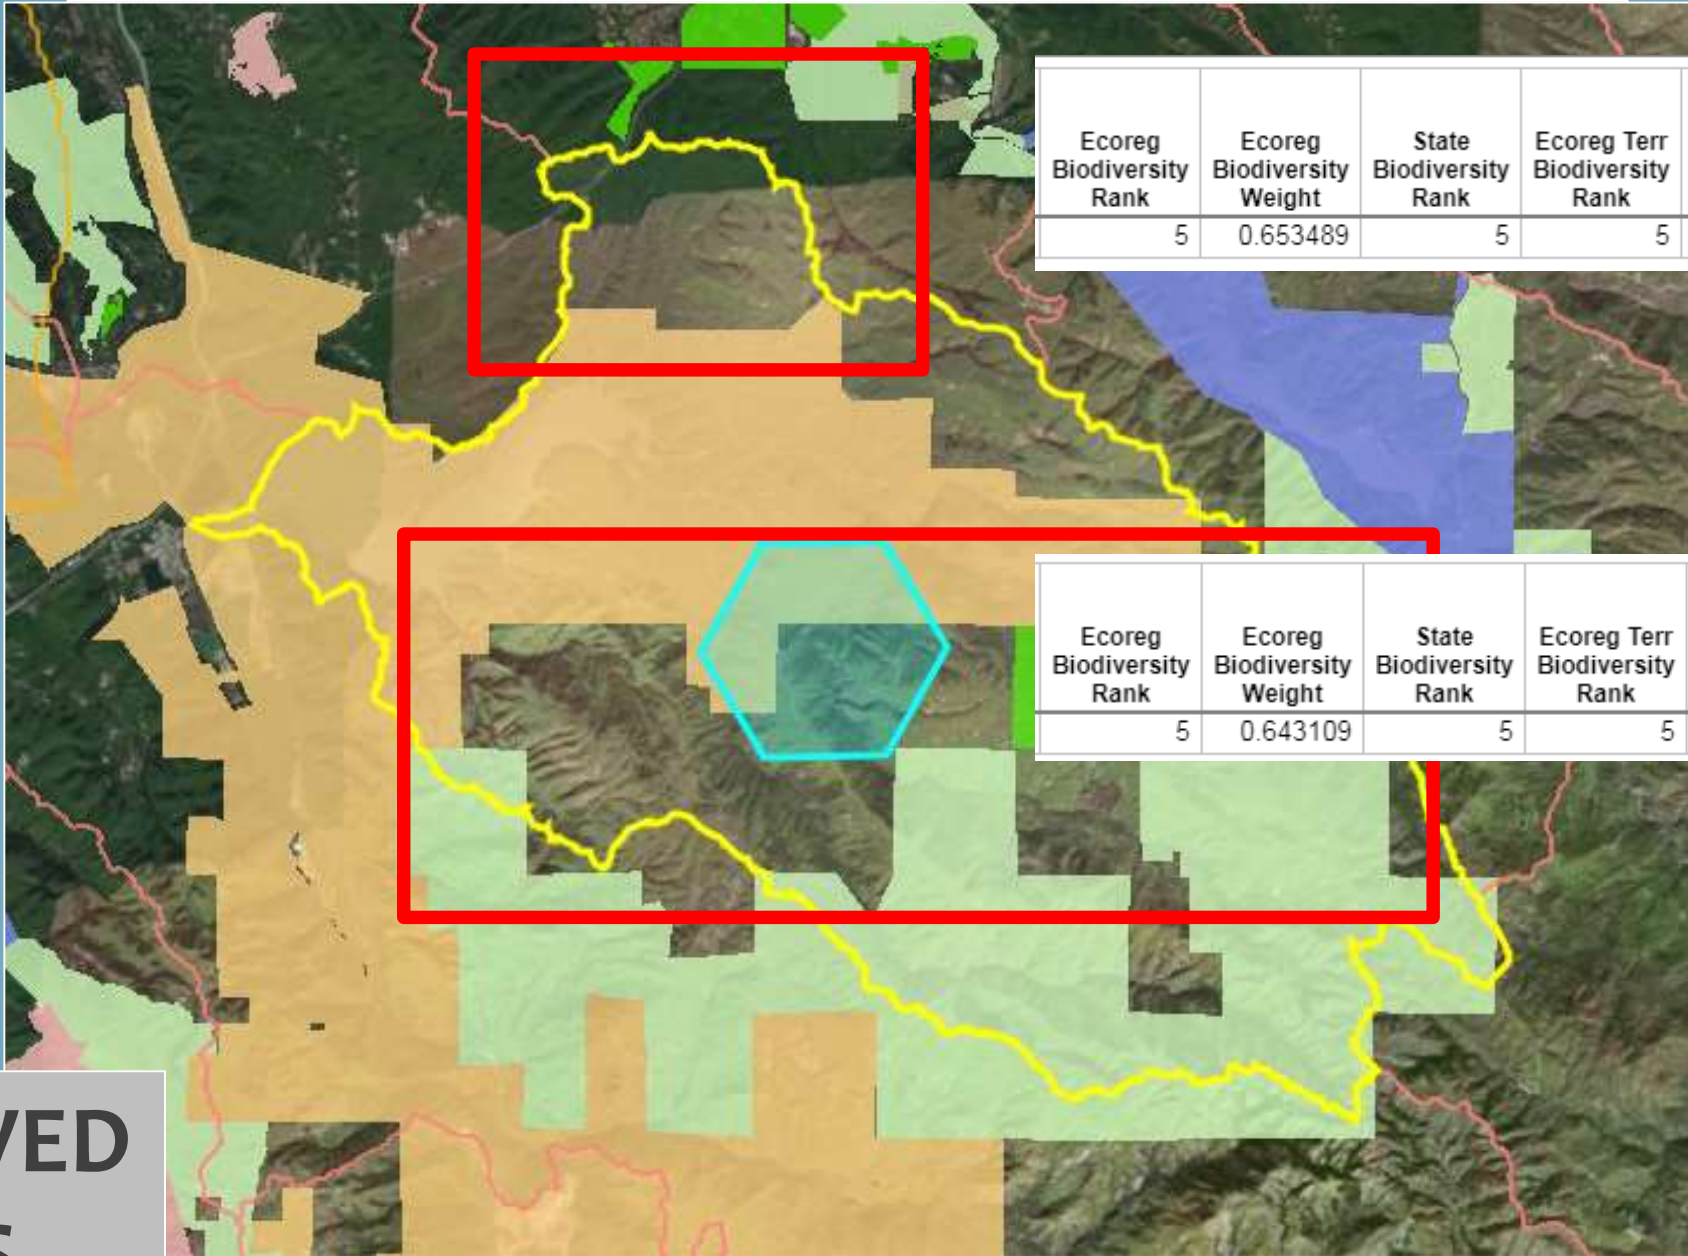 Ecoreg Biodiversity Rank
Ecoreg Biodiversity Weight
State Biodiversity Rank
Ecoreg Terr Biodiversity Rank
5 0.653489 5 5
Ecoreg Biodiversity Rank
Ecoreg Biodiversity Weight
State Biodiversity Rank
Ecoreg Terr Biodiversity Rank
5 0.643109 5 5
VED